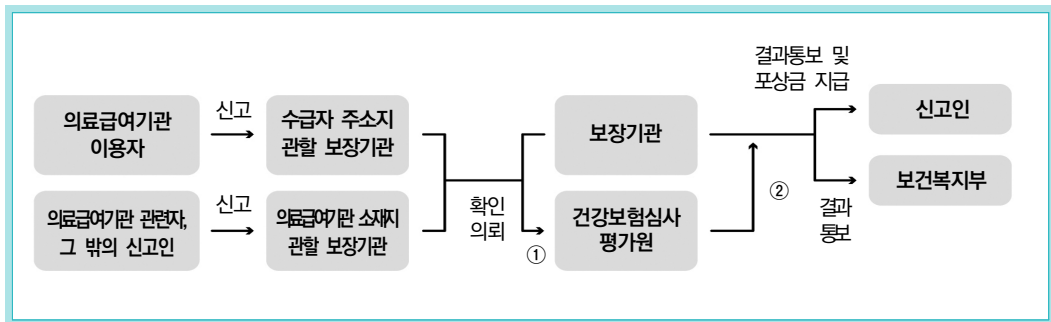 결과통보 및
포상금 지급
의료급여기관
이용자
신고
수급자 주소지
관할 보장기관
보장기관
신고인
의료급여기관 관련자,
그 밖의 신고인
신고
의료급여기관 소재지
관할 보장기관
확인
의뢰
①
건강보험심사
평가원
②
결과
통보
보건복지부